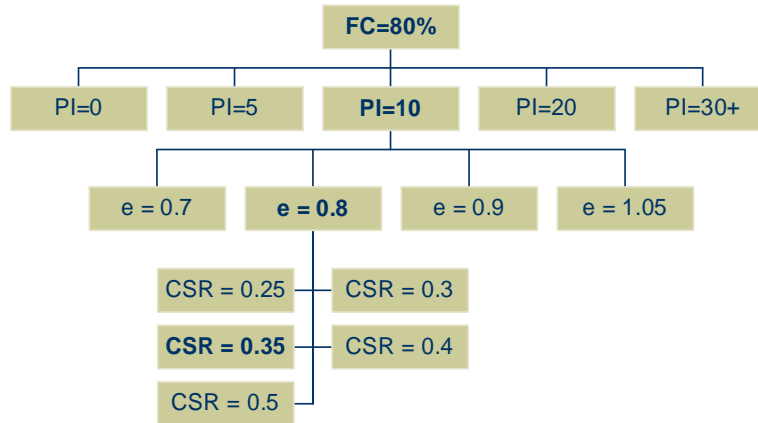 FC=80%
PI=0
PI=5
PI=10
PI=20
PI=30+
e = 0.7
e = 0.8
e = 0.9
e = 1.05
CSR = 0.25
CSR = 0.3
CSR = 0.35
CSR = 0.4
CSR = 0.5